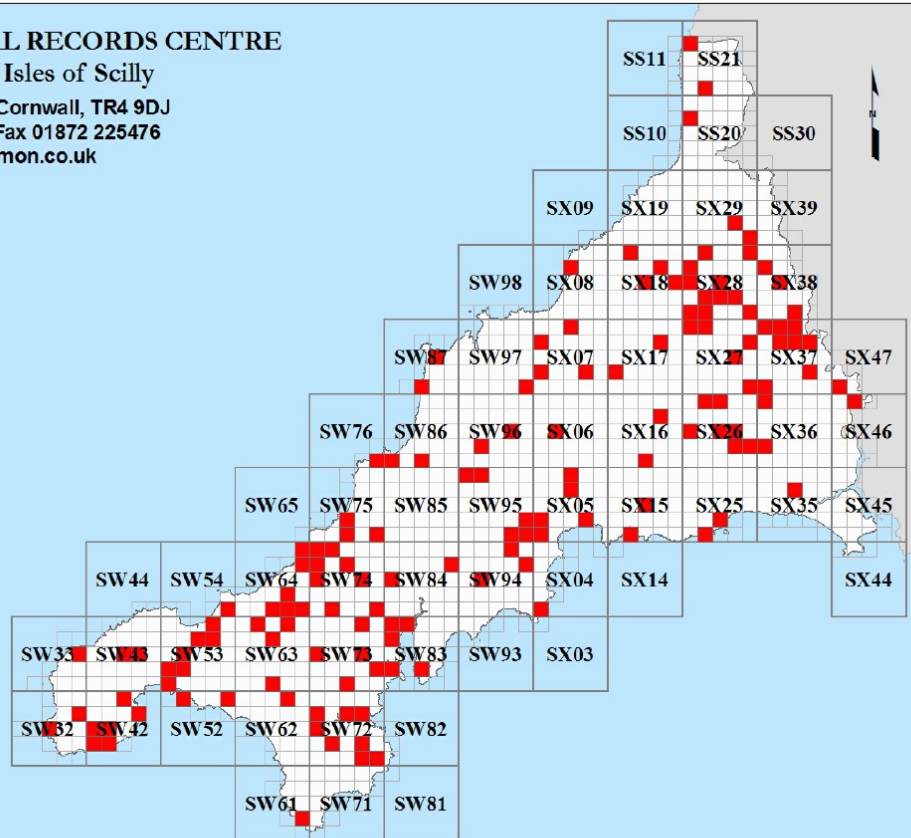 L RECORDS CENTRE
Isles of Scilly
Cornwall, TR4 9DJ
Fax 01872 225476
mon.co.uk
SS11 SS21
N
SS10 SS20 SS30
SX09 SX19 SX29 SX39
SW98 SX08 SX18 SX28 SX38
SW87 SW97 SX07 SX17 SX27 SX37 SX47
SW76 SW86 SW96 SX06 SX16 SX26 SX36 SX46
SW65 SW75 SW85 SW95 SX05 SX15 SX25 SX35 SX45
SW44 SW54 SW64 SW74 SW84 SW94 SX04 SX14 SX44
SW33 SW43 SW53 SW63 SW73 SW83 SW93 SX03
SW32 SW42 SW52 SW62 SW72 SW82
SW61 SW71 SW81